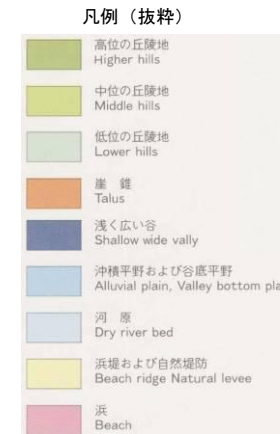 凡例（抜粋）
高位の丘陵地
Higher hills
中位の丘陵地
Middle hills
低位の丘陵地
Lower hills
崖 錐
Talus
浅く広い谷
Shallow wide vally
沖積平野および谷底平野
Alluvial plain, Valley bottom pla
河 原
Dry river bed
浜堤および自然堤防
Beach ridge Natural levee
浜
Beach